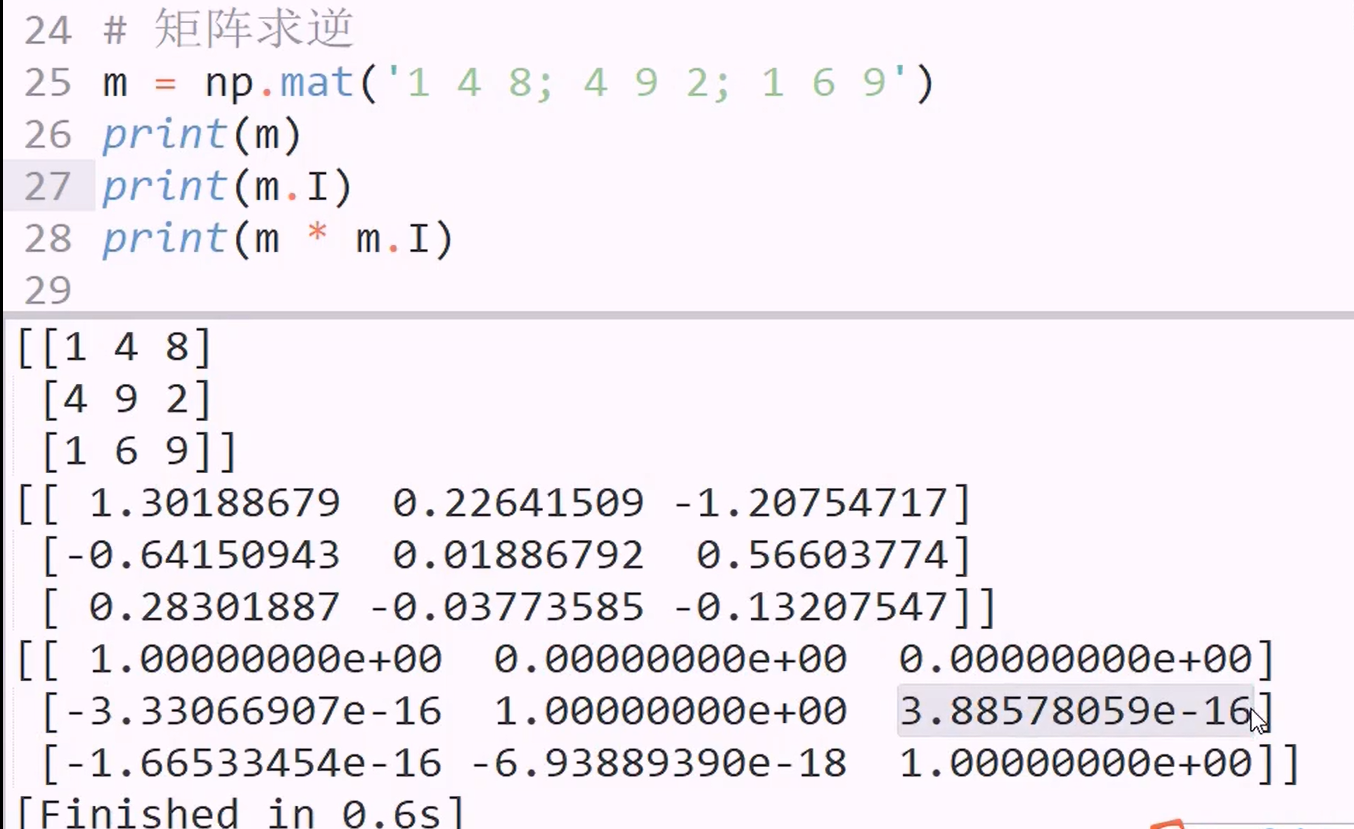 24 # 矩阵求逆
25 m = np.mat('1 4 8; 4 9 2; 1 6 9')
26 print(m)
27 print(m.I)
28 print(m * m.I)
29
[[1 4 8]
 [4 9 2]
 [1 6 9]]
[[ 1.30188679  0.22641509 -1.20754717]
 [-0.64150943  0.01886792  0.56603774]
 [ 0.28301887 -0.03773585 -0.13207547]]
[[ 1.00000000e+00  0.00000000e+00  0.00000000e+00]
 [-3.33066907e-16  1.00000000e+00  3.88578059e-16]
 [-1.66533454e-16 -6.93889390e-18  1.00000000e+00]]
[Finished in 0.6s]